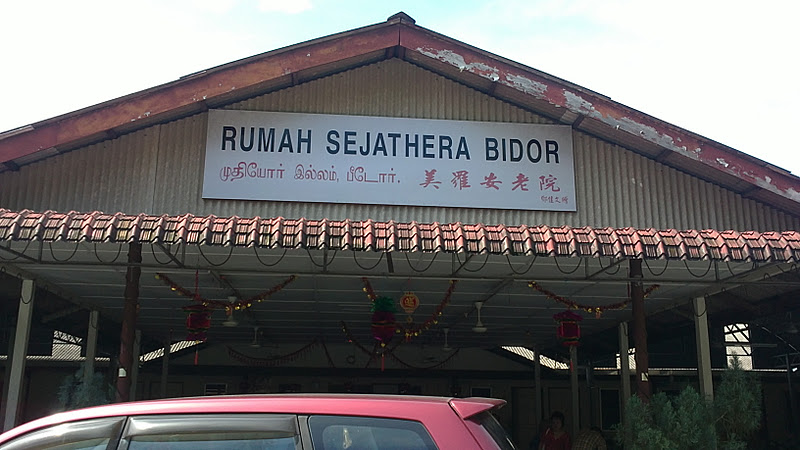 RUMAH SEJATHERA BIDOR
முதியோர் இல்லம், பீடோர். 美羅安老院